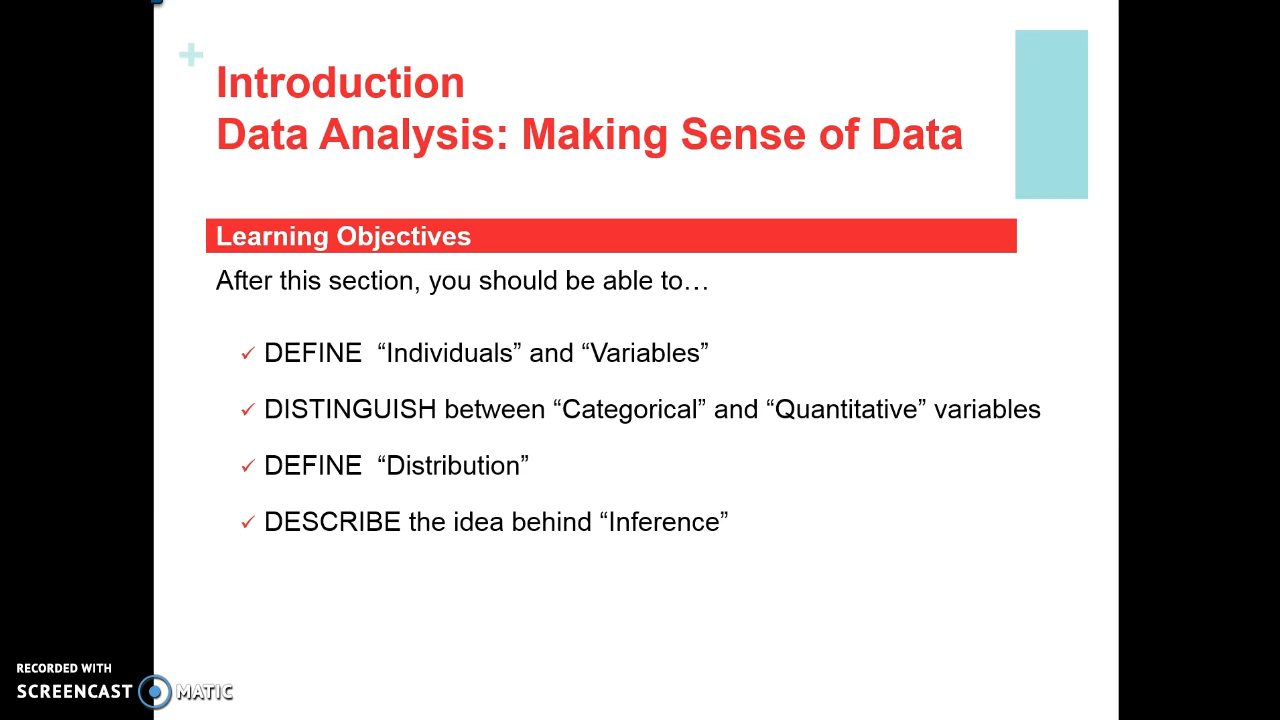 Introduction
Data Analysis: Making Sense of Data
Learning Objectives
After this section, you should be able to…
✓ DEFINE “Individuals” and “Variables”
✓ DISTINGUISH between “Categorical” and “Quantitative” variables
✓ DEFINE “Distribution”
✓ DESCRIBE the idea behind “Inference”
RECORDED WITH
SCREENCAST MATIC